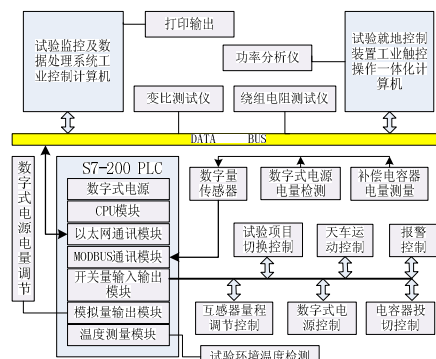 试验监控及
数据处理系统工
业控制计算机
打印输出
功率分析仪
试验就地控制
装置工业触控
操作一体化计
算机
变比测试仪
绕组电阻测试仪
DATA BUS
数字式电源电量调节
S7-200 PLC
数字式电源
CPU模块
以太网通讯模块
MODBUS通讯模块
开关量输入输出
模块
模拟量输出模块
温度测量模块
数字量
传感器
数字式电源
电量检测
补偿电容器
电量测量
试验项目
切换控制
天车运
动控制
报警
控制
互感器量程
调节控制
数字式电
源控制
电容器投
切控制
试验环境温度检测